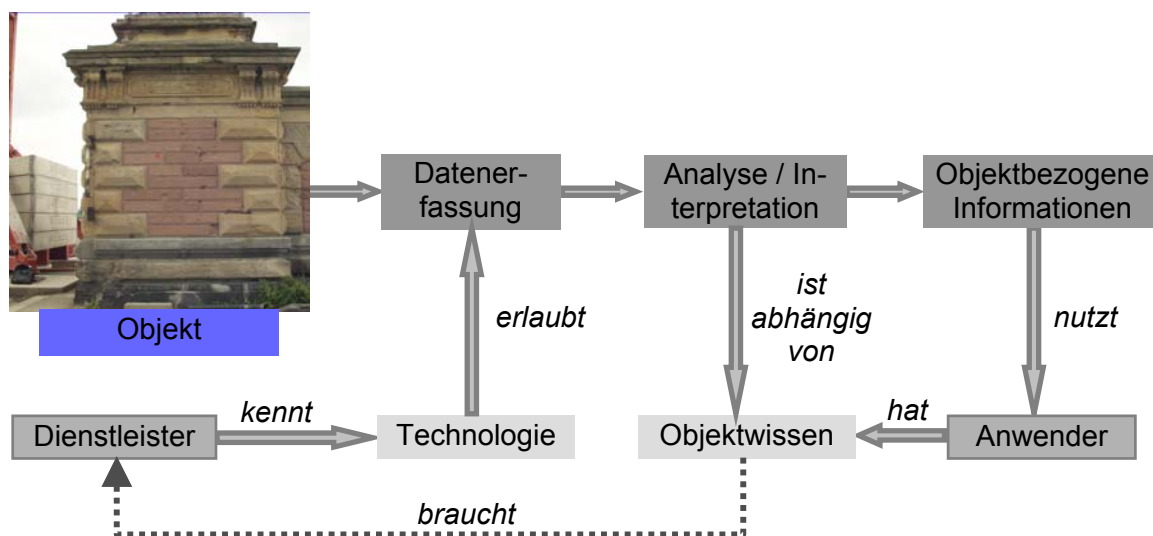 Datener-
fassung
Analyse / In-
terpretation
Objektbezogene
Informationen
Objekt
erlaubt
ist
abhängig
von
nutzt
Dienstleister
kennt
Technologie
Objektwissen
hat
Anwender
braucht